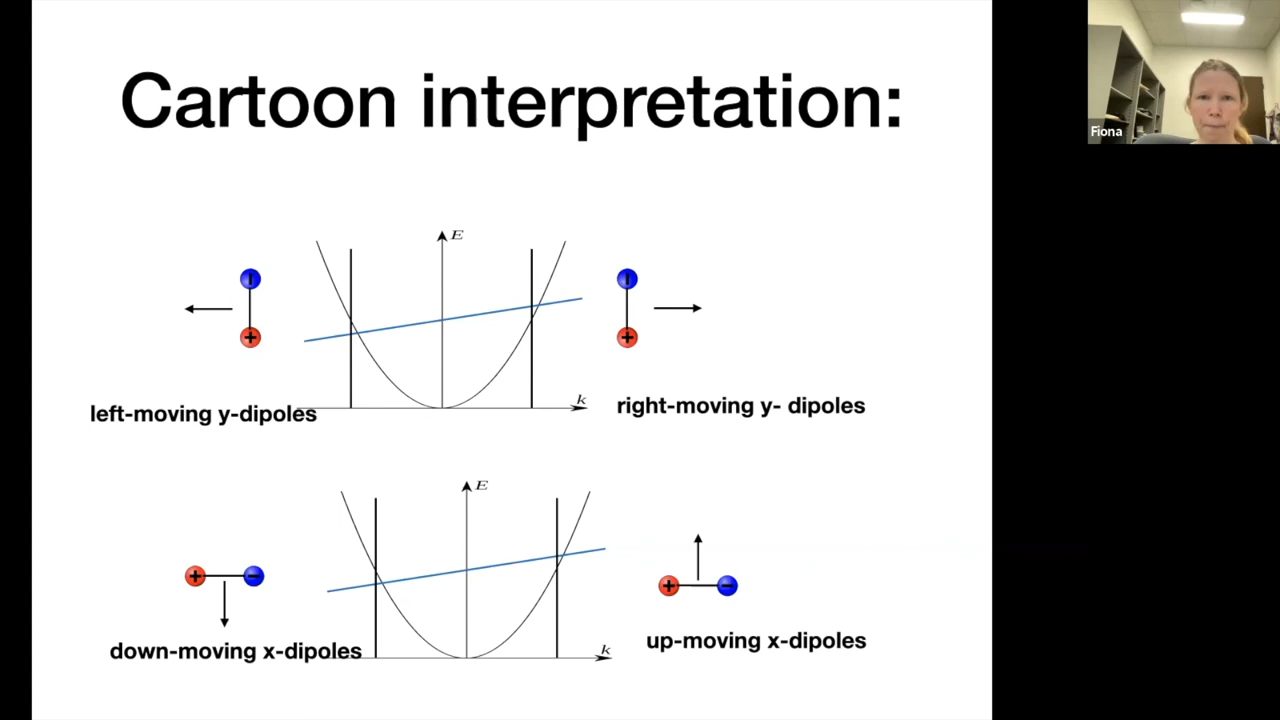 Cartoon interpretation:
Fiona
E
−
−
+
+
k
left-moving y-dipoles
right-moving y- dipoles
E
+ −
+ −
k
down-moving x-dipoles
up-moving x-dipoles